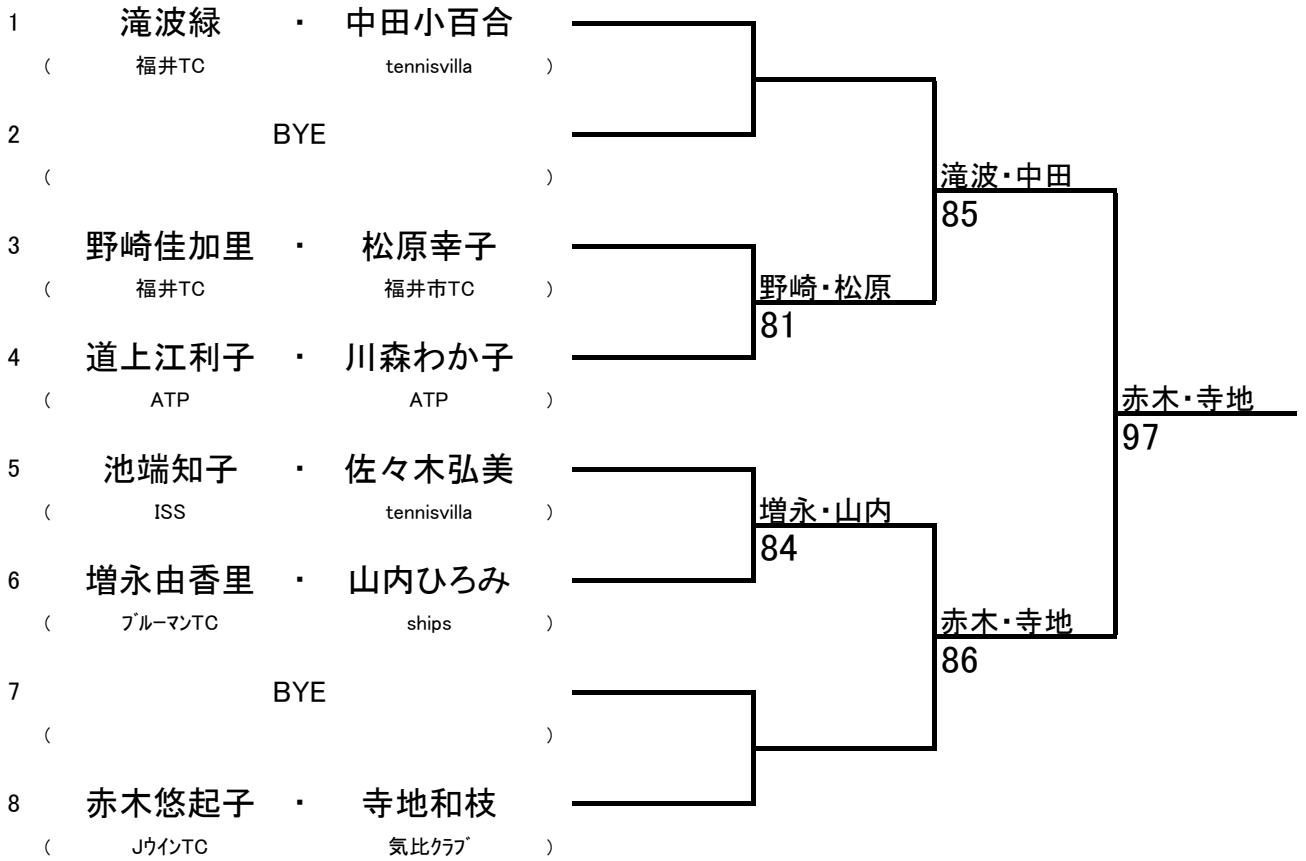 1 滝波緑 ・ 中田小百合
( 福井TC tennisvilla )
2 BYE
( )
滝波・中田
85
3 野崎佳加里 ・ 松原幸子
( 福井TC 福井市TC )
野崎・松原
81
4 道上江利子 ・ 川森わか子
( ATP ATP )
赤木・寺地
97
5 池端知子 ・ 佐々木弘美
( ISS tennisvilla )
増永・山内
84
6 増永由香里 ・ 山内ひろみ
( ﾌﾞﾙｰﾏﾝTC ships )
赤木・寺地
86
7 BYE
( )
8 赤木悠起子 ・ 寺地和枝
( JｳｲﾝTC 気比ｸﾗﾌﾞ )